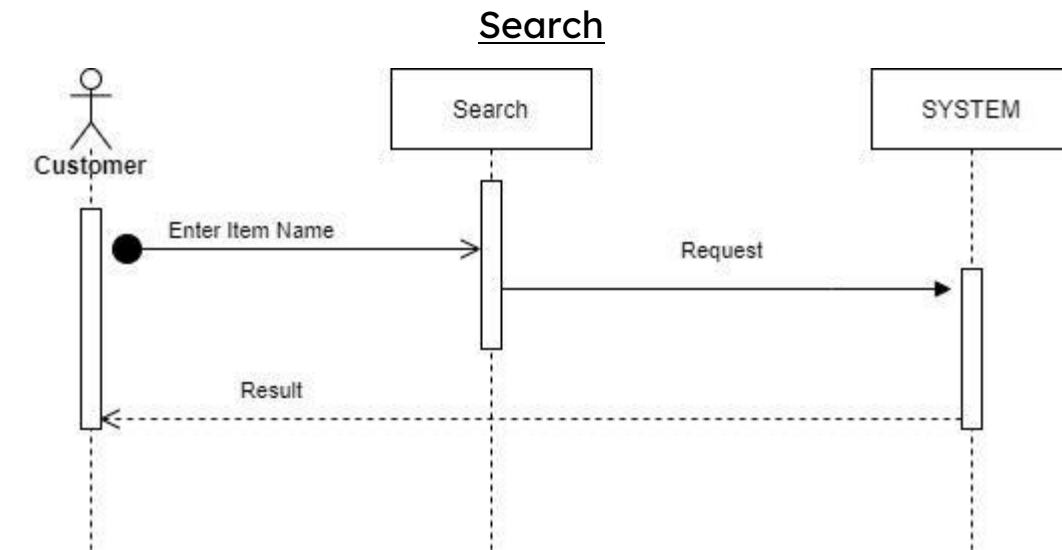 Search
Search
SYSTEM
Customer
Enter Item Name
Request
Result